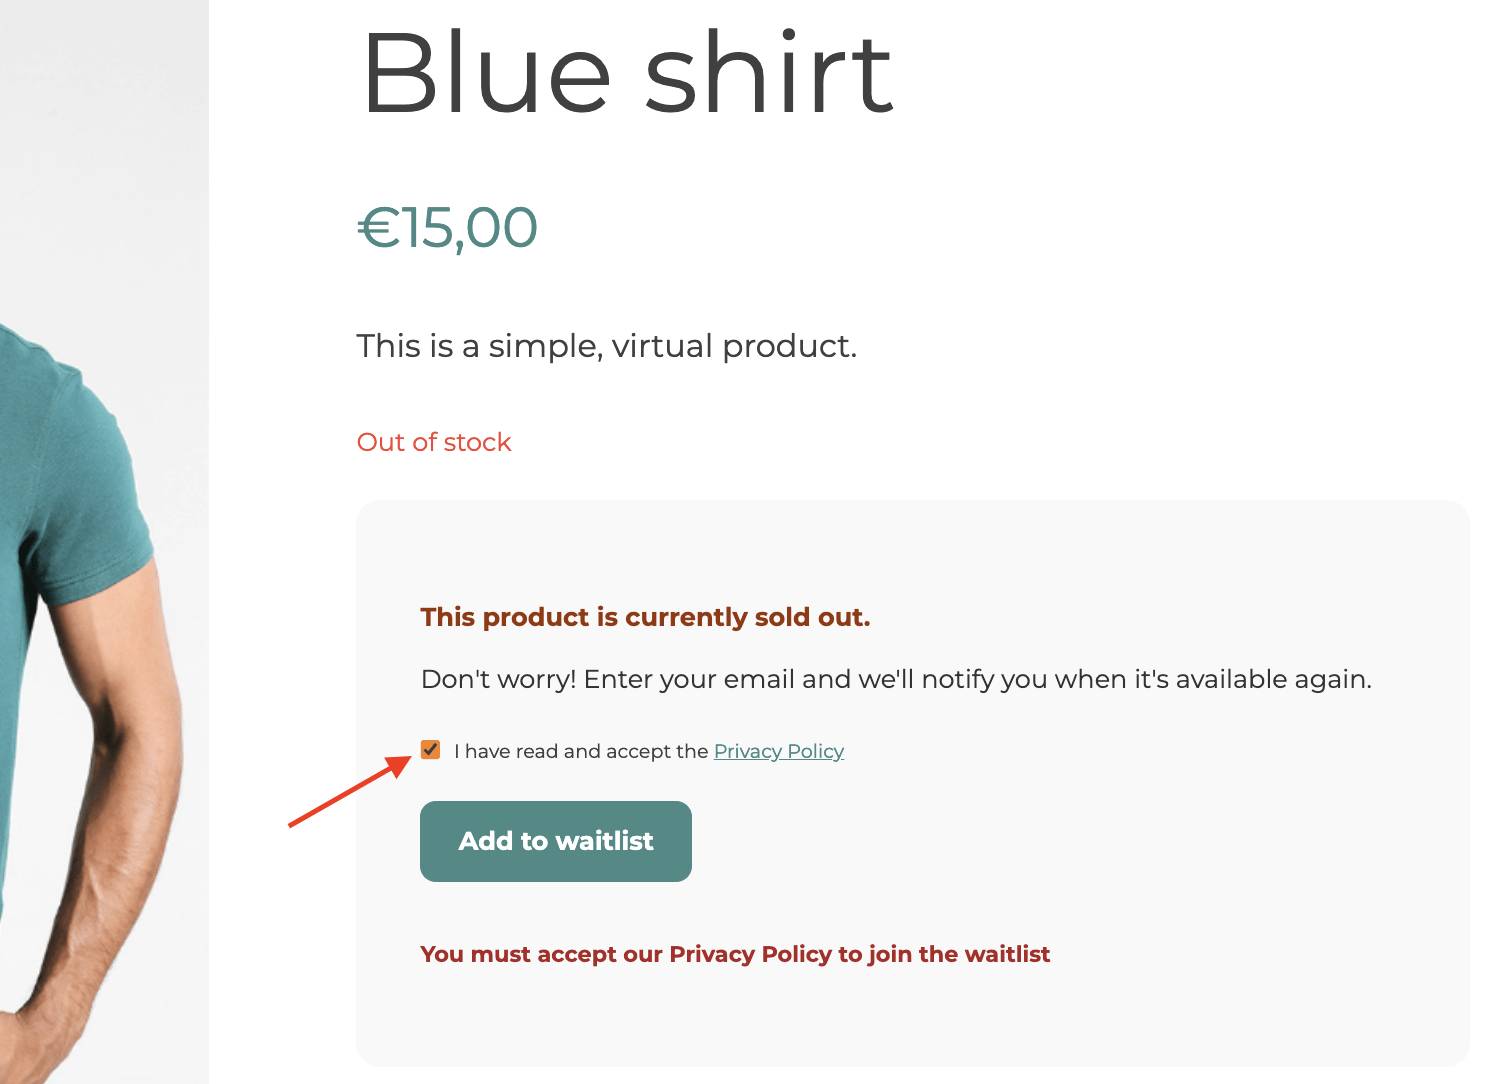 Blue shirt
€15,00
This is a simple, virtual product.
Out of stock
This product is currently sold out.
Don't worry! Enter your email and we'll notify you when it's available again.
I have read and accept the Privacy Policy
Add to waitlist
You must accept our Privacy Policy to join the waitlist